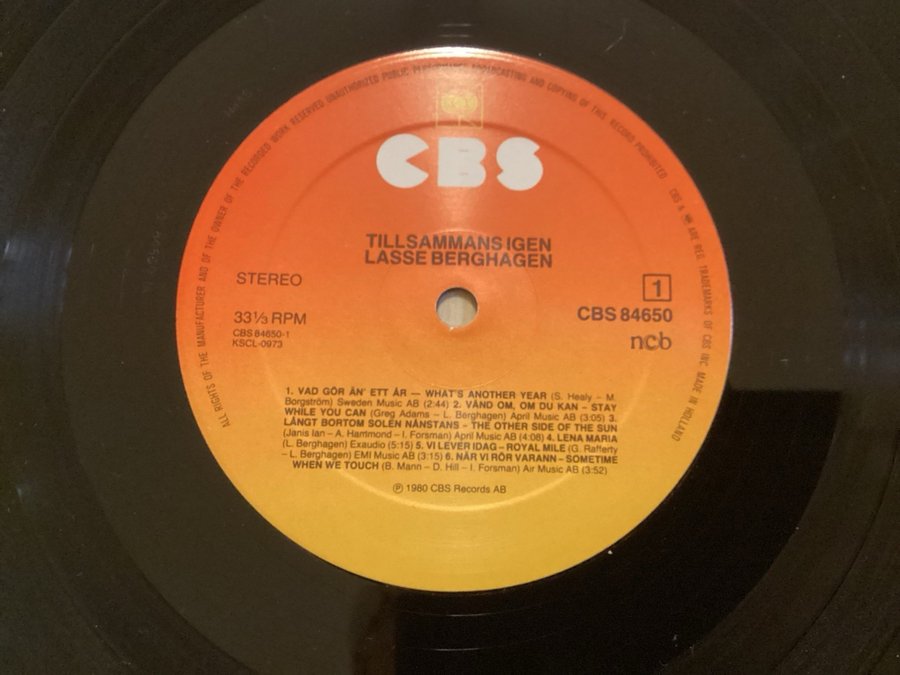 ALL RIGHTS OF THE MANUFACTURER AND OF THE OWNER OF THE RECORDED WORK RESERVED UNAUTHORIZED PUBLIC PERFORMANCE BROADCASTING AND COPYING OF THIS RECORD PROHIBITED CBS & ARE REG. TRADEMARKS OF CBS INC MADE IN HOLLAND
CBS
TILLSAMMANS IGEN
LASSE BERGHAGEN
STEREO
33⅓ RPM
CBS 84650-1
KSCL-0973
1
CBS 84650
ncb
1. VAD GÖR ÄN' ETT ÅR — WHAT'S ANOTHER YEAR (S. Healy – M.
Borgström) Sweden Music AB (2:44) 2. VÄND OM, OM DU KAN – STAY
WHILE YOU CAN (Greg Adams – L. Berghagen) April Music AB (3:05) 3.
LÅNGT BORTOM SOLEN NÅNSTANS – THE OTHER SIDE OF THE SUN
(Janis Ian – A. Hammond – I. Forsman) April Music AB (4:08) 4. LENA MARIA
(L. Berghagen) Exaudio (5:15) 5. VI LEVER IDAG – ROYAL MILE (G. Rafferty
– L. Berghagen) EMI Music AB (3:15) 6. NÄR VI RÖR VARANN – SOMETIME
WHEN WE TOUCH (B. Mann – D. Hill – I. Forsman) Air Music AB (3:52)
℗ 1980 CBS Records AB